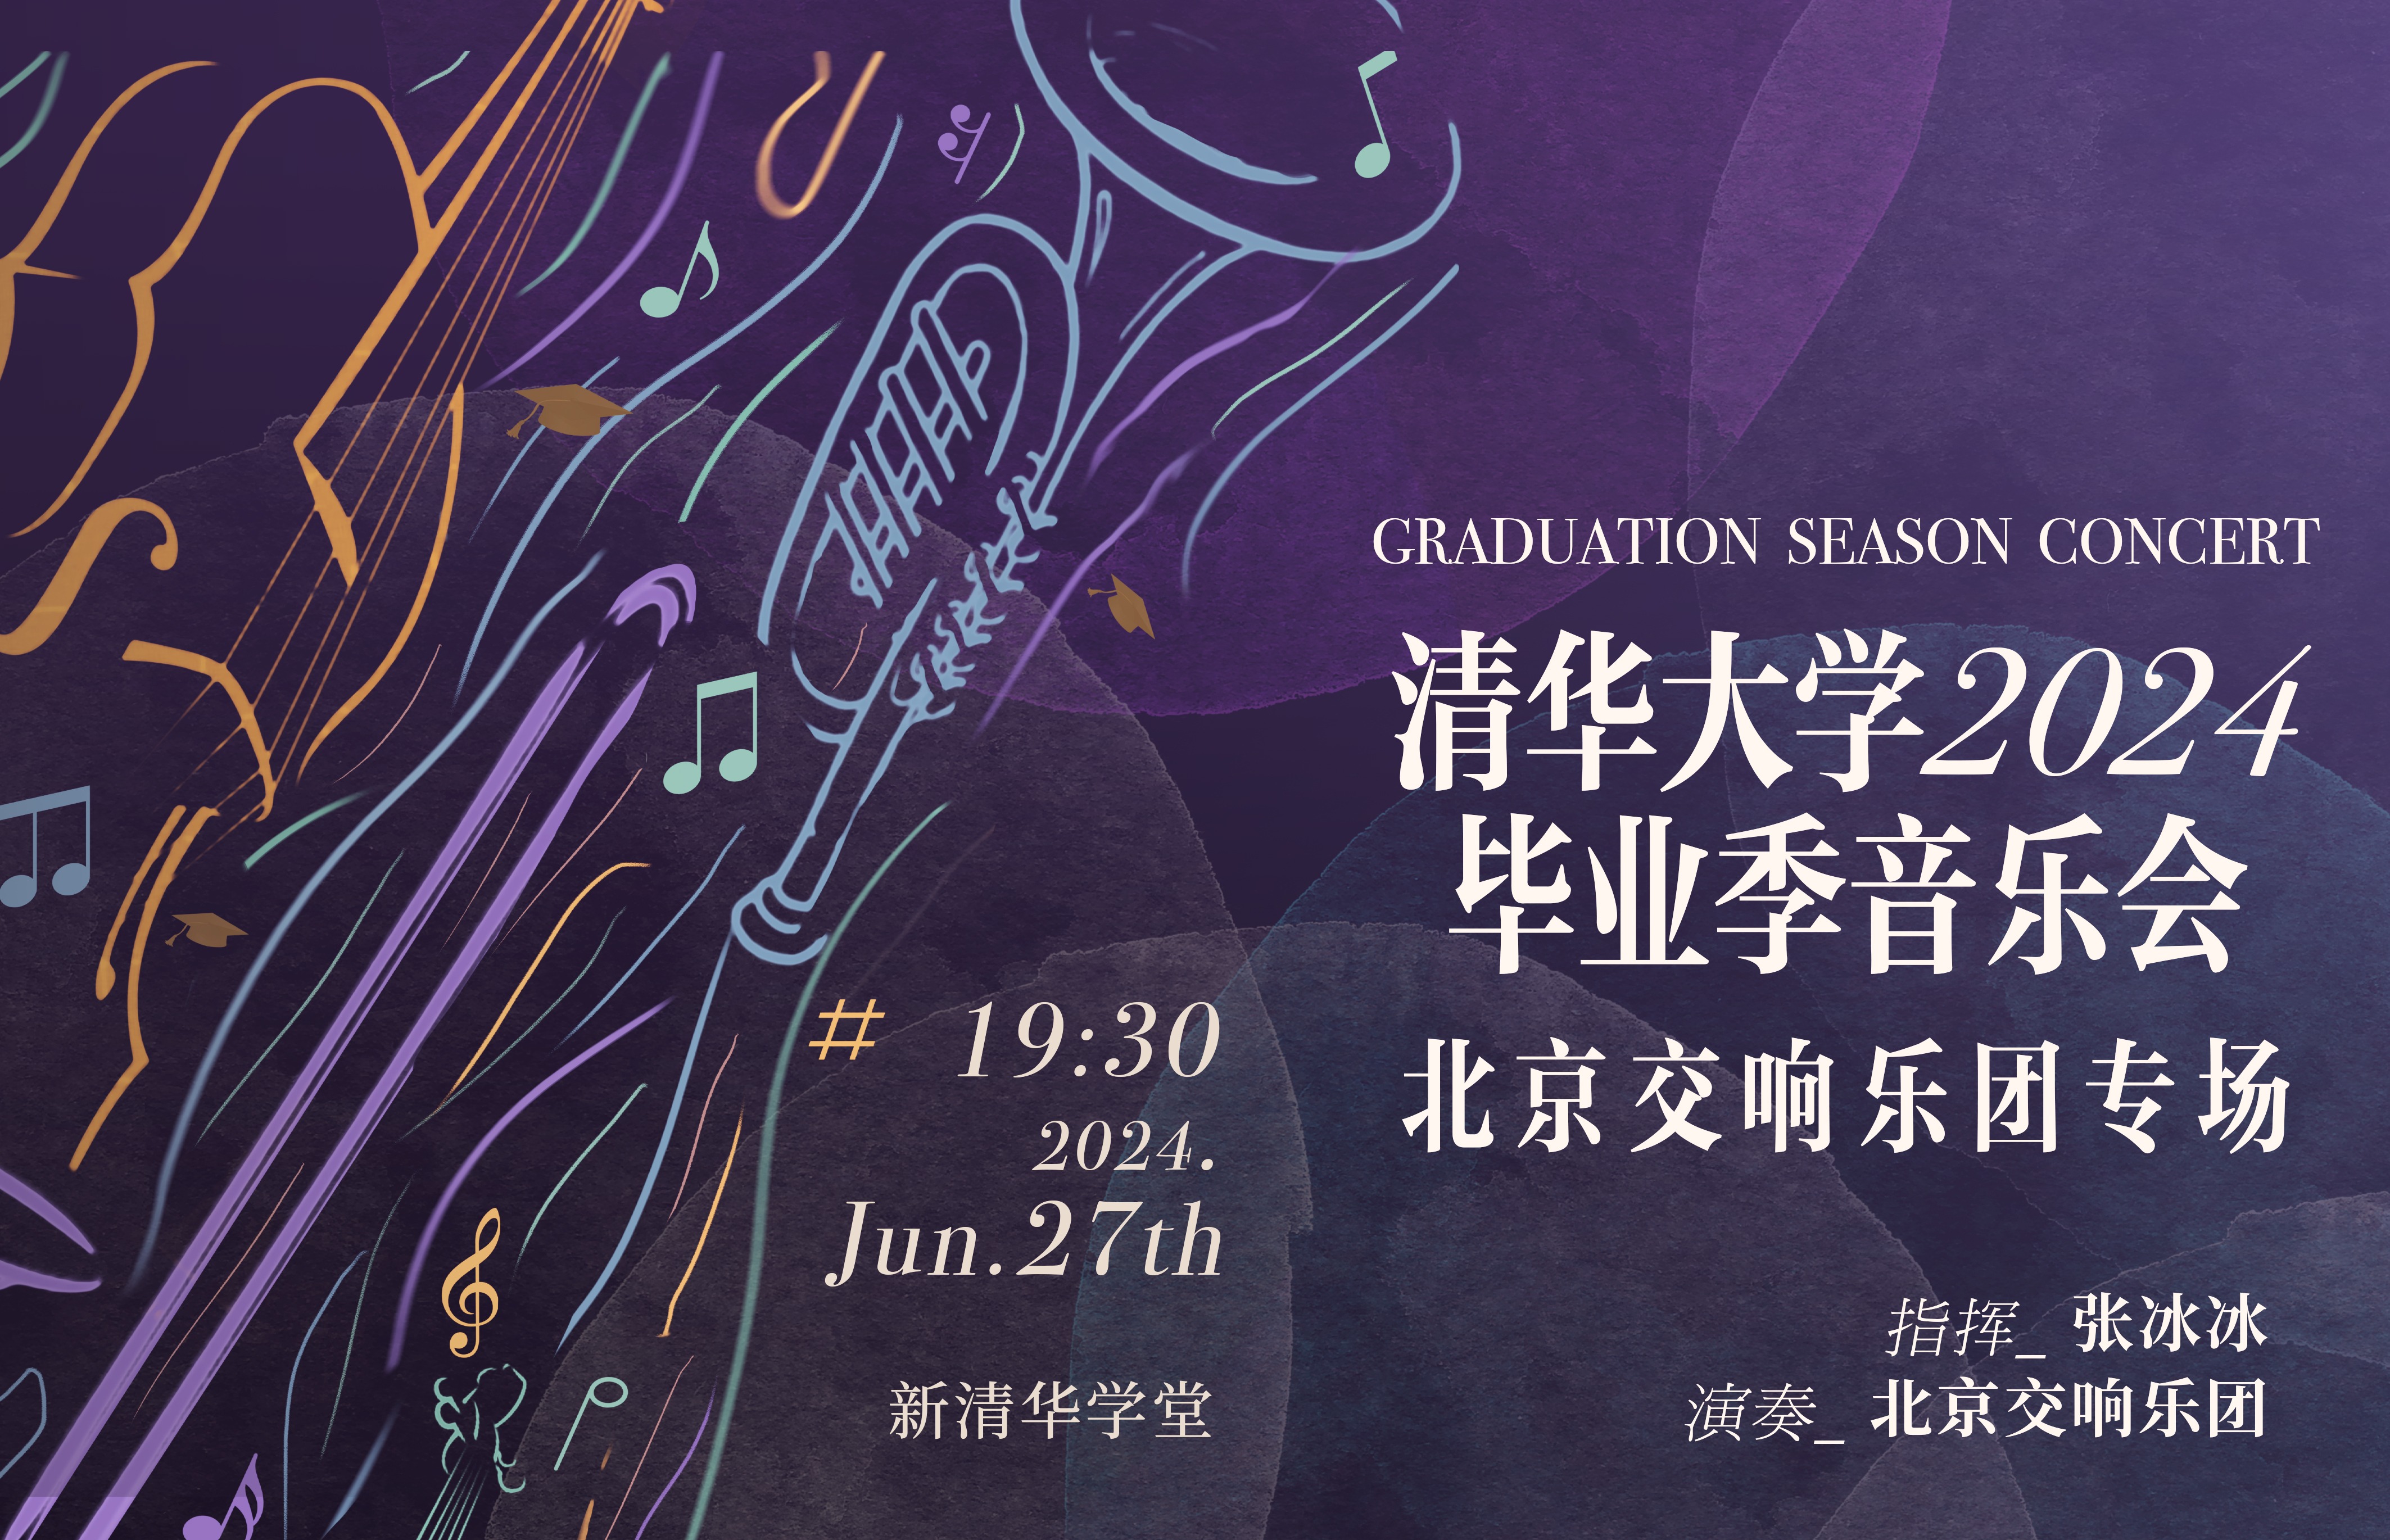 GRADUATION SEASON CONCERT
清华大学2024
毕业季音乐会
北京交响乐团专场
# 19:30
2024.
Jun.27th
新清华学堂
指挥_ 张冰冰
演奏_ 北京交响乐团